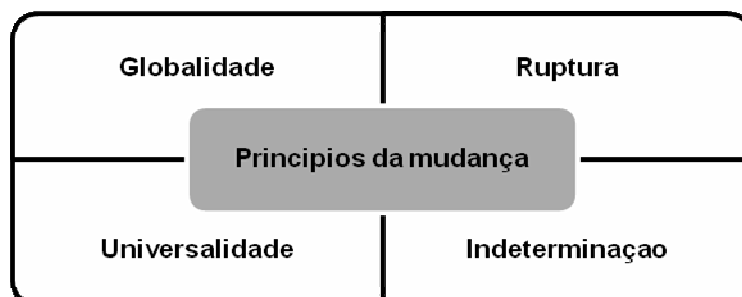 Globalidade
Ruptura
Principios da mudança
Universalidade
Indeterminaçao